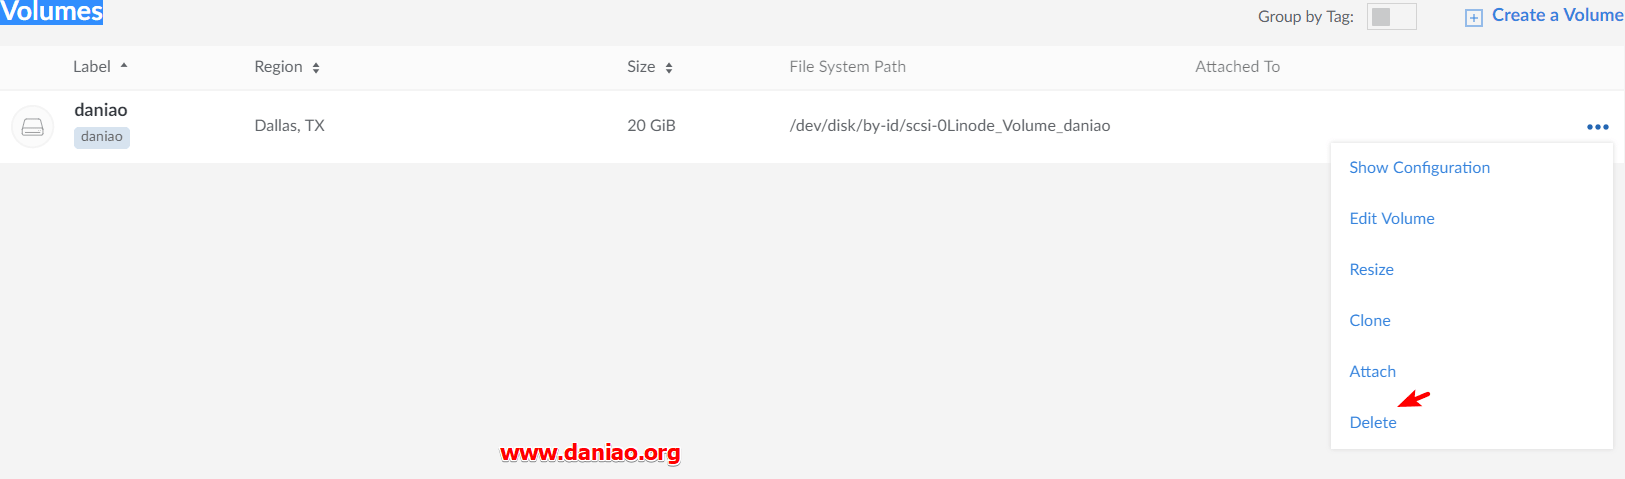 Volumes
Group by Tag:
Create a Volume
Label Region Size File System Path Attached To
daniao
daniao
Dallas, TX
20 GiB
/dev/disk/by-id/scsi-0Linode_Volume_daniao
Show Configuration
Edit Volume
Resize
Clone
Attach
Delete
www.daniao.org